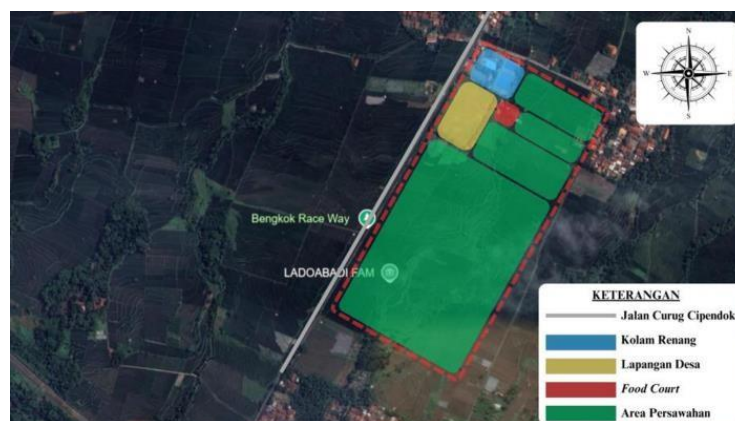 N
W
E
S
Bengkok Race Way
LADOABADI FAM
KETERANGAN
Jalan Curug Cipendok
Kolam Renang
Lapangan Desa
Food Court
Area Persawahan